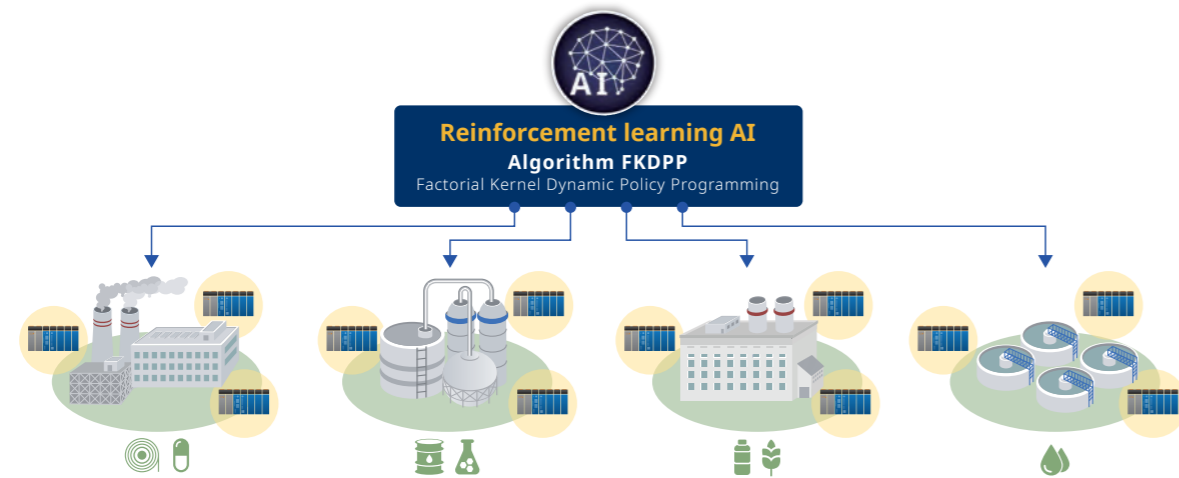 AI
Reinforcement learning AI
Algorithm FKDPP
Factorial Kernel Dynamic Policy Programming